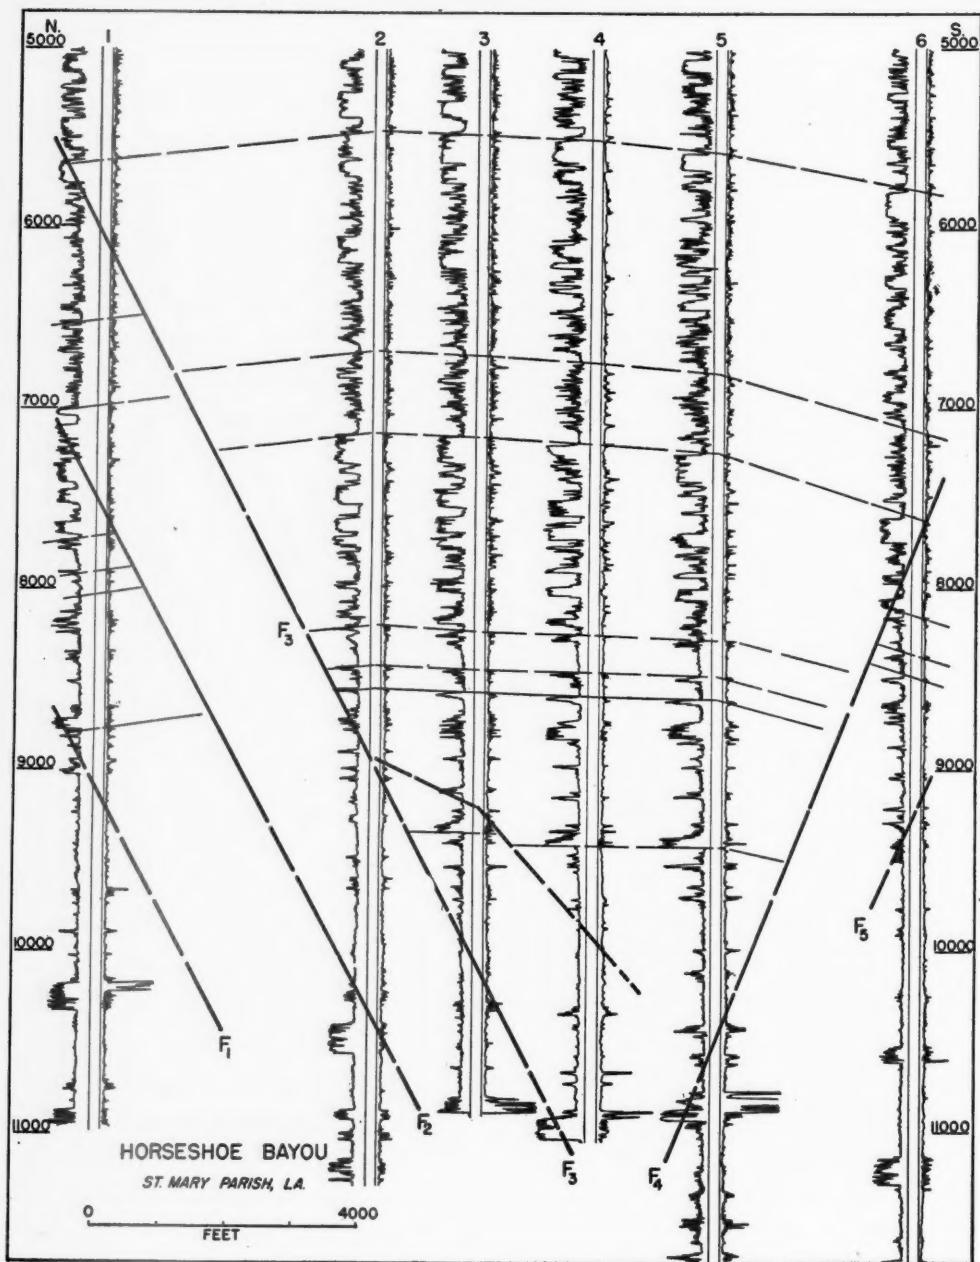 N. 1 2 3 4 5 6 S.
5000 5000
6000 6000
7000 7000
8000 8000
F3
9000 9000
F5
10000 10000
F1
F2
11000 11000
HORSESHOE BAYOU
F3 F4
ST. MARY PARISH, LA.
0 4000
FEET